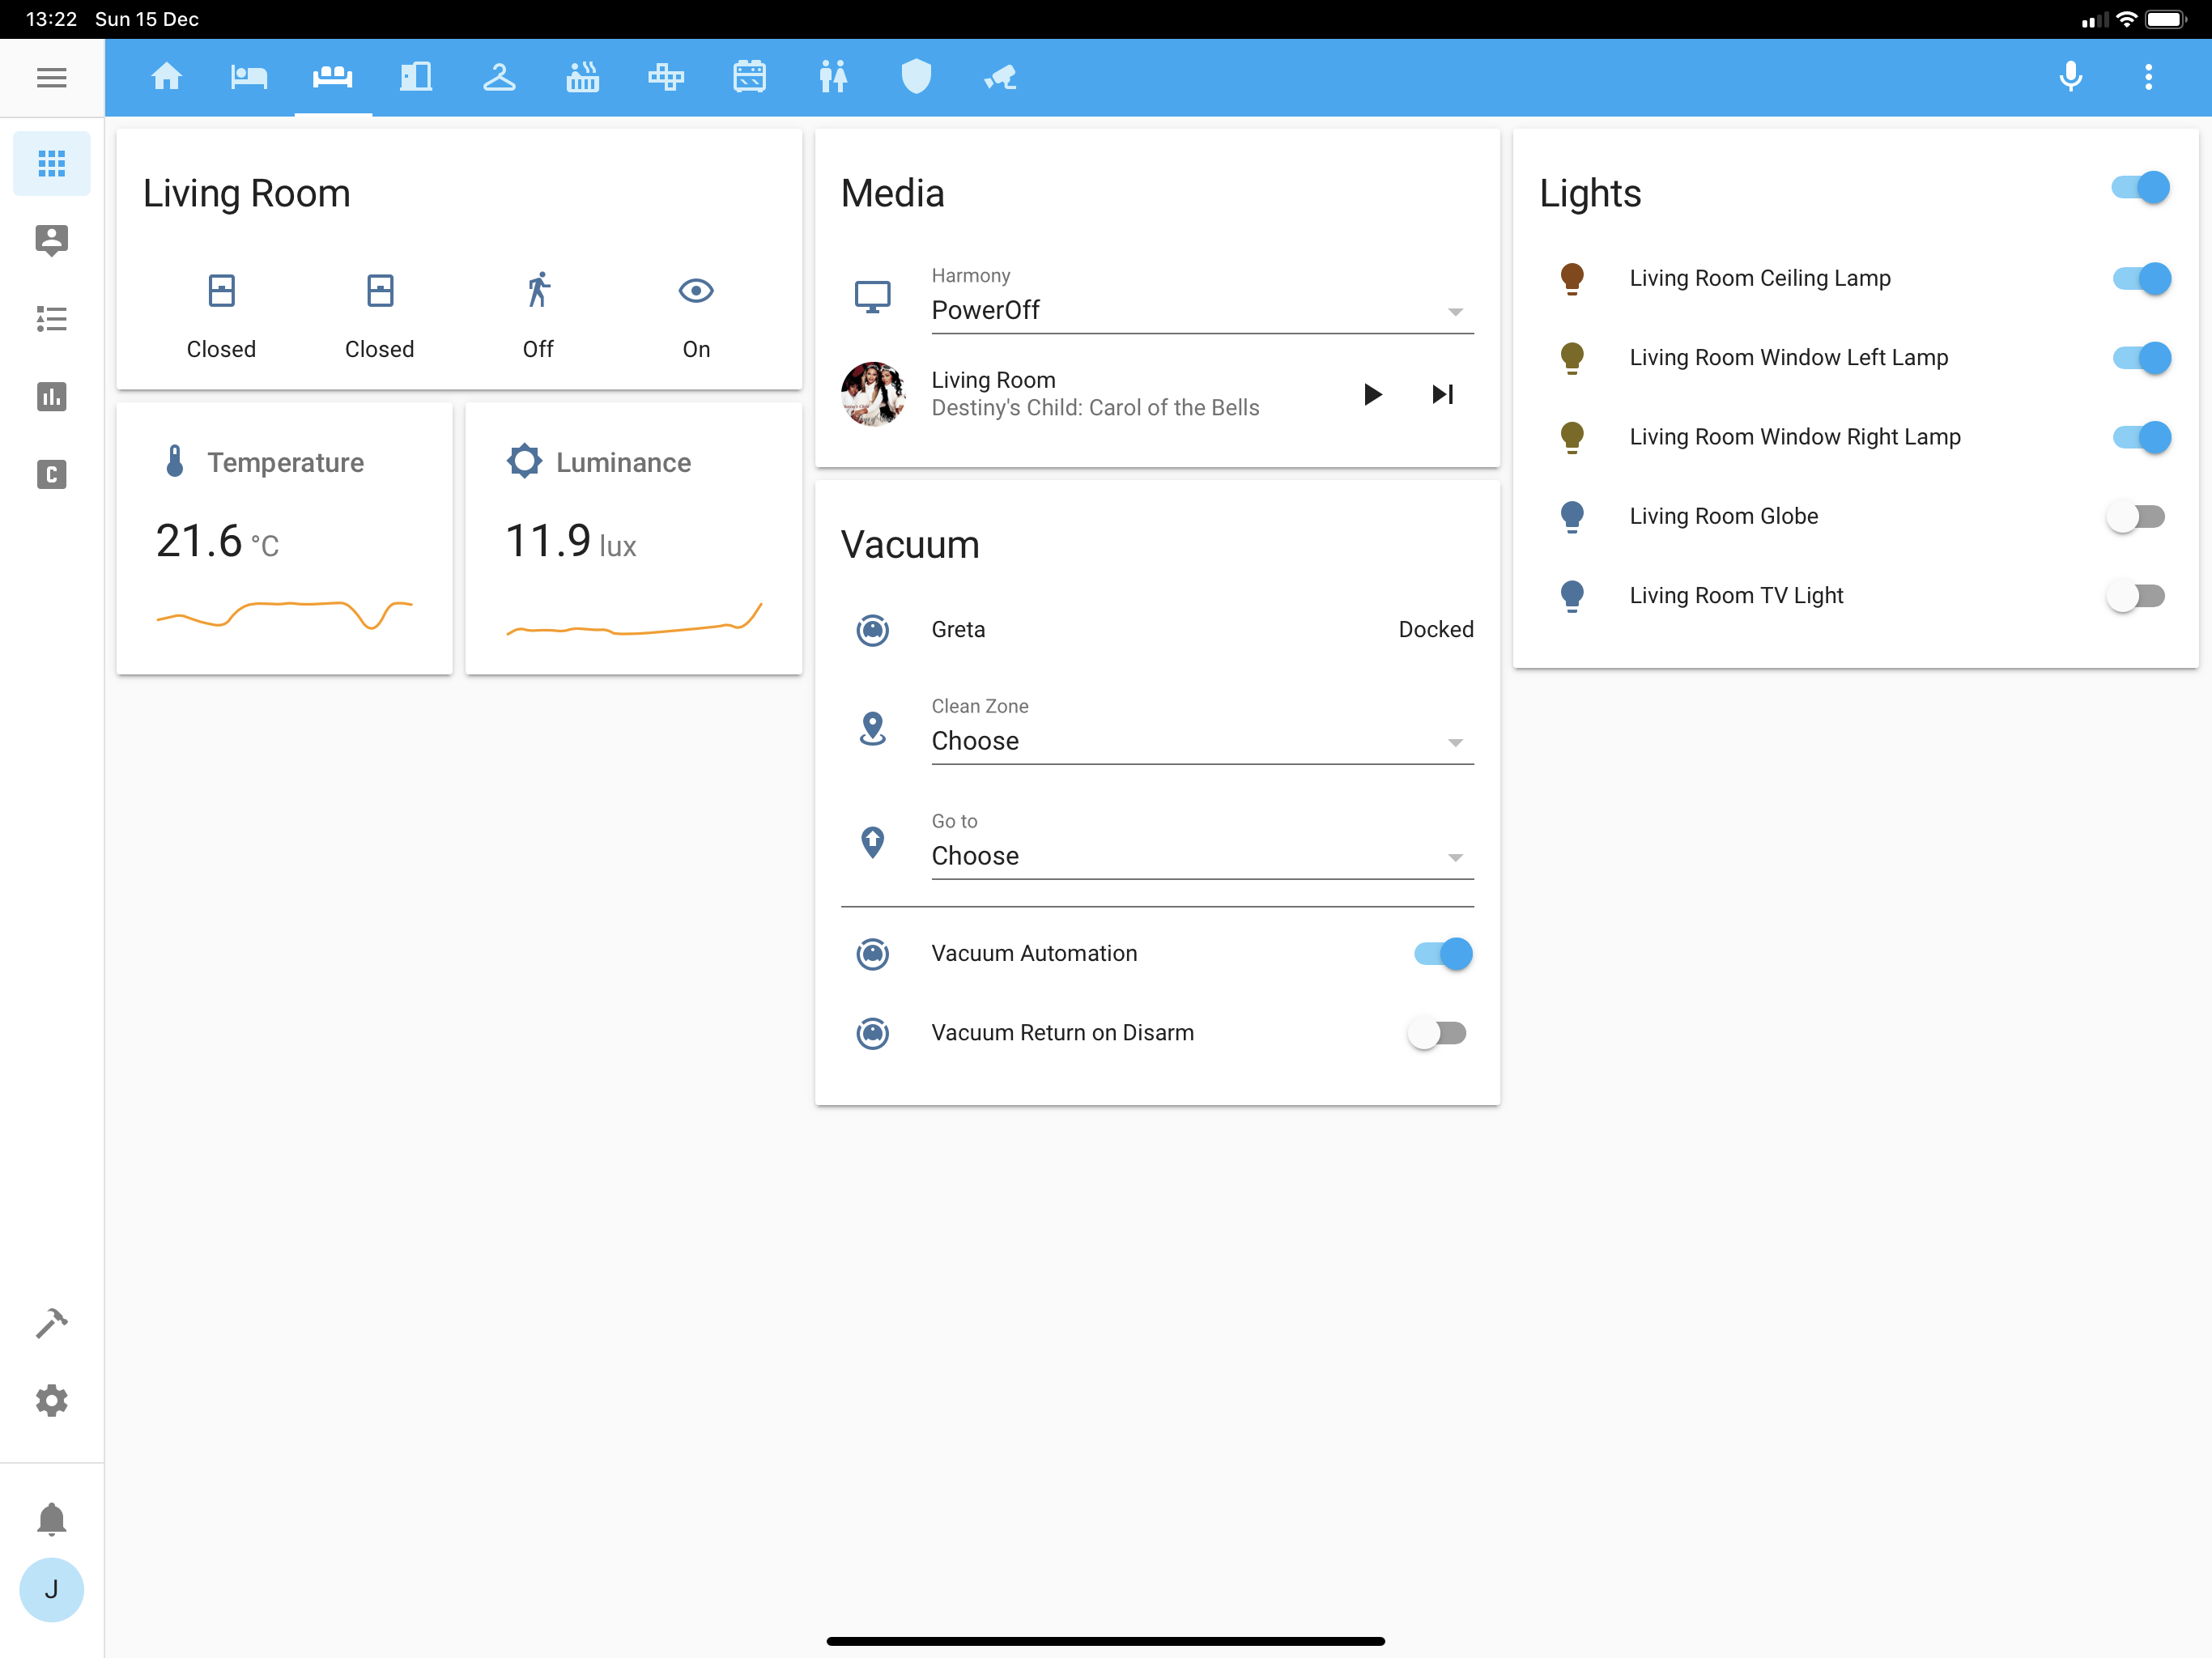 13:22 Sun 15 Dec
Living Room
Closed
Closed
Off
On
Temperature
21.6 °C
Luminance
11.9 lux
Media
Harmony
PowerOff
Living Room
Destiny's Child: Carol of the Bells
Vacuum
Greta
Docked
Clean Zone
Choose
Go to
Choose
Vacuum Automation
Vacuum Return on Disarm
Lights
Living Room Ceiling Lamp
Living Room Window Left Lamp
Living Room Window Right Lamp
Living Room Globe
Living Room TV Light
C
J